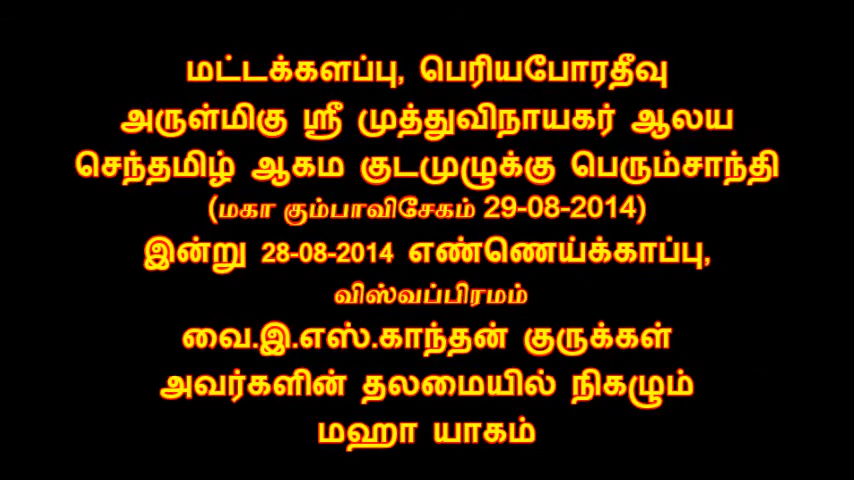 மட்டக்களப்பு, பெரியபோரதீவு
அருள்மிகு ஸ்ரீ முத்துவிநாயகர் ஆலய
செந்தமிழ் ஆகம குடமுழுக்கு பெரும்சாந்தி
(மகா கும்பாவிசேகம் 29-08-2014)
இன்று 28-08-2014 எண்ணெய்க்காப்பு,
விஸ்வப்பிரமம்
வை.இ.எஸ்.காந்தன் குருக்கள்
அவர்களின் தலமையில் நிகழும்
மஹா யாகம்